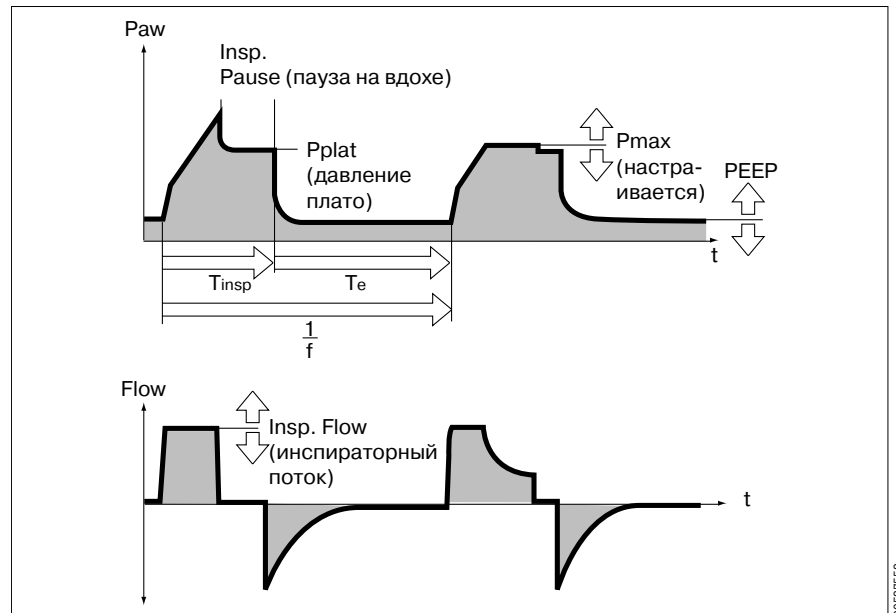 Paw
Insp.
Pause (пауза на вдохе)
Pplat
(давление
плато)
Pmax
(настра-
ивается)
PEEP
t
Tinsp
Te
1
f
Flow
Insp. Flow
(инспираторный
поток)
t